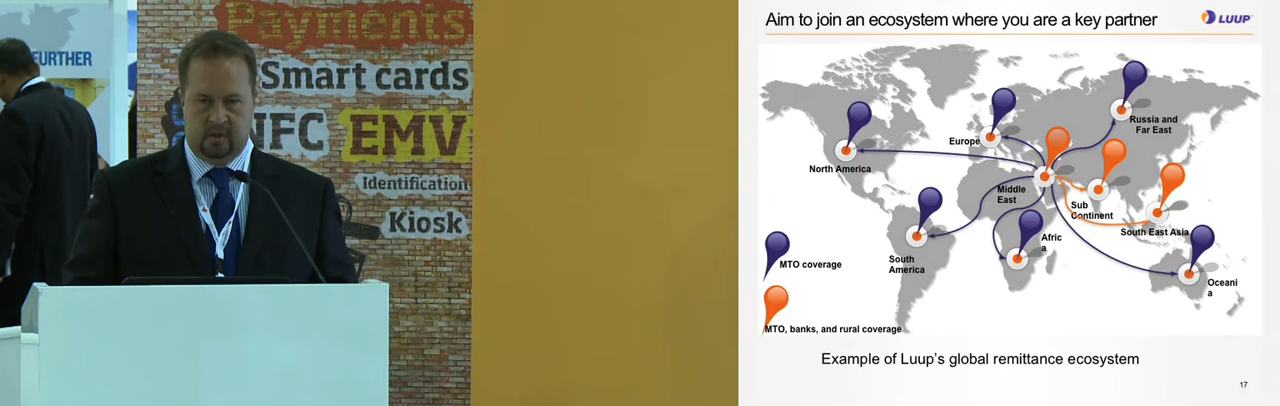 FURTHER
Payments
Smart cards
NFC
EMV
Identification
Kiosk
Aim to join an ecosystem where you are a key partner
LUUP
Russia and
Far East
Europe
North America
Middle
East
Sub
Continent
South East Asia
Afric
a
South
America
Oceani
a
MTO coverage
MTO, banks, and rural coverage
Example of Luup's global remittance ecosystem
17